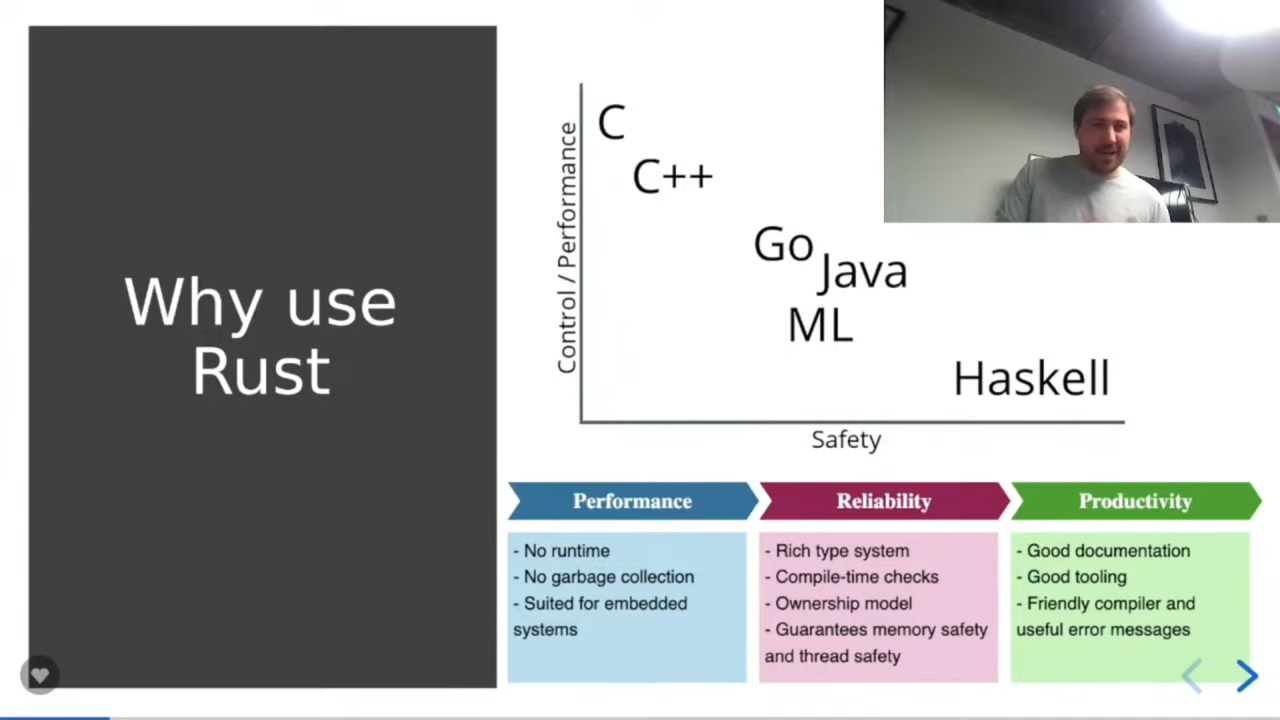 Why use
Rust
Control / Performance
C
C++
Go
Java
ML
Haskell
Safety
Performance
- No runtime
- No garbage collection
- Suited for embedded
systems
Reliability
- Rich type system
- Compile-time checks
- Ownership model
- Guarantees memory safety
and thread safety
Productivity
- Good documentation
- Good tooling
- Friendly compiler and
useful error messages